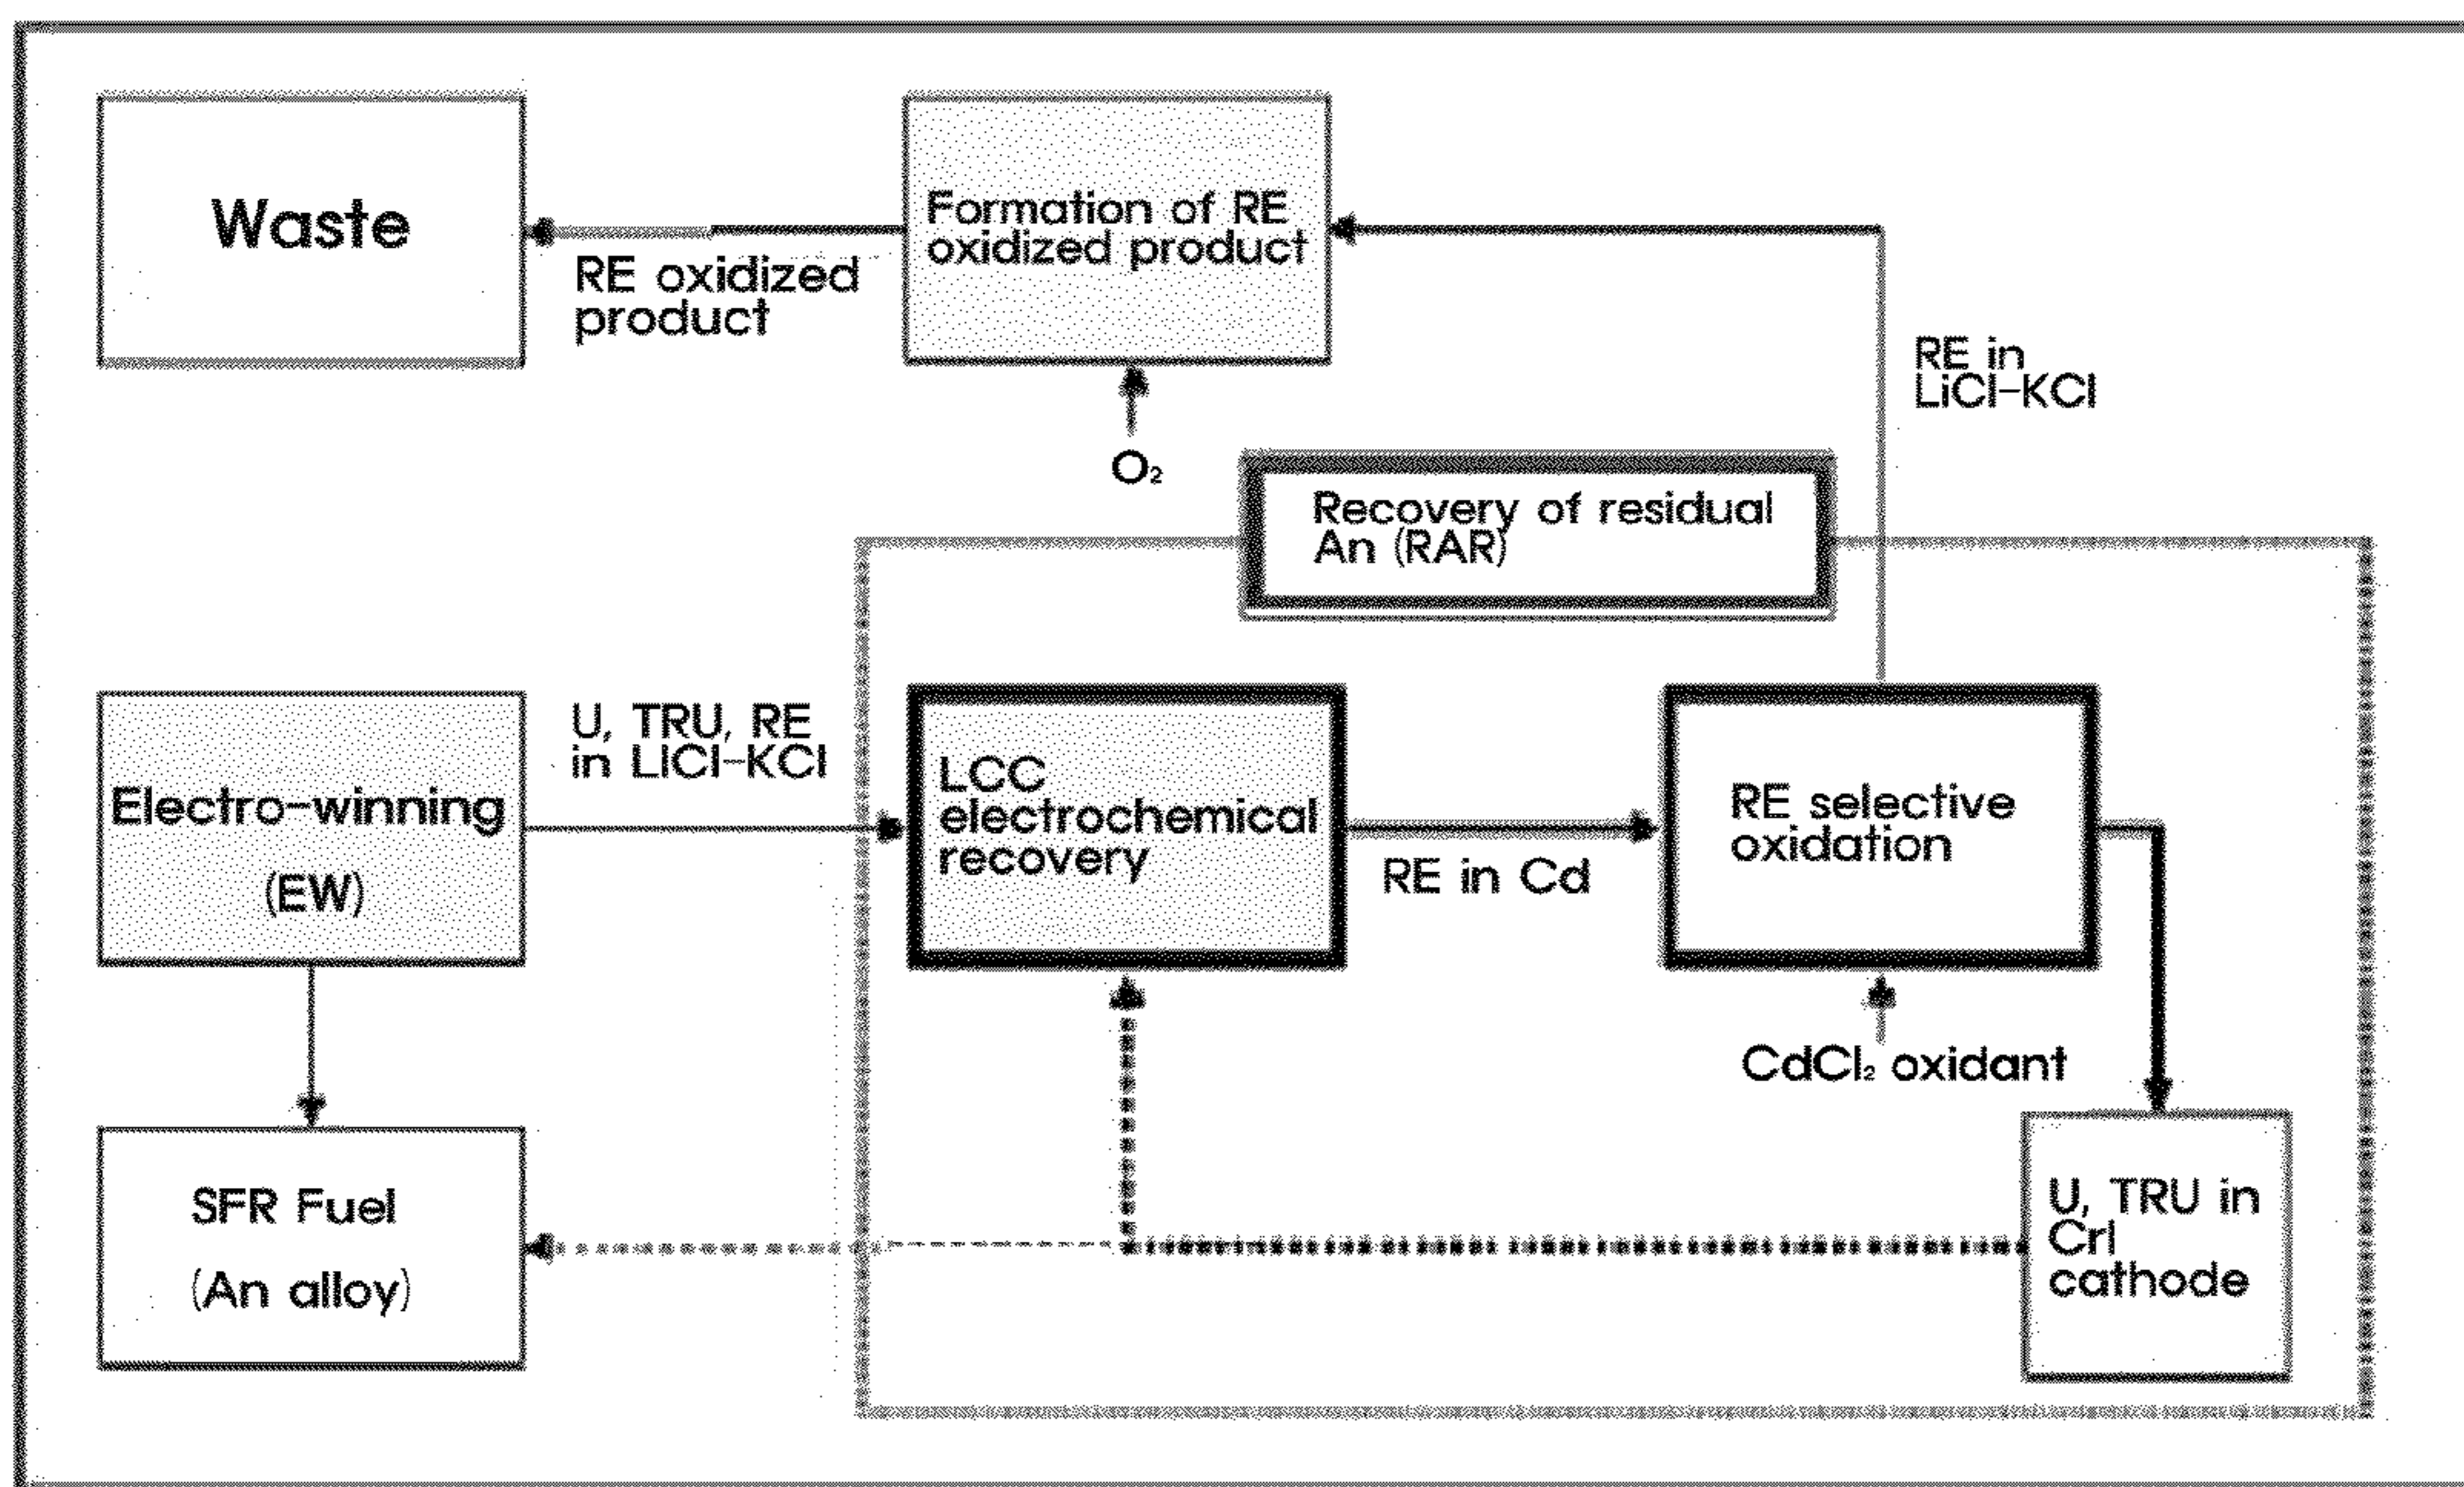 Waste
RE oxidized
product
Formation of RE
oxidized product
O₂
RE in
LiCl-KCl
Recovery of residual
An (RAR)
Electro-winning
(EW)
U, TRU, RE
in LICl-KCl
LCC
electrochemical
recovery
RE in Cd
RE selective
oxidation
CdCl₂ oxidant
SFR Fuel
(An alloy)
U, TRU in
Crl
cathode